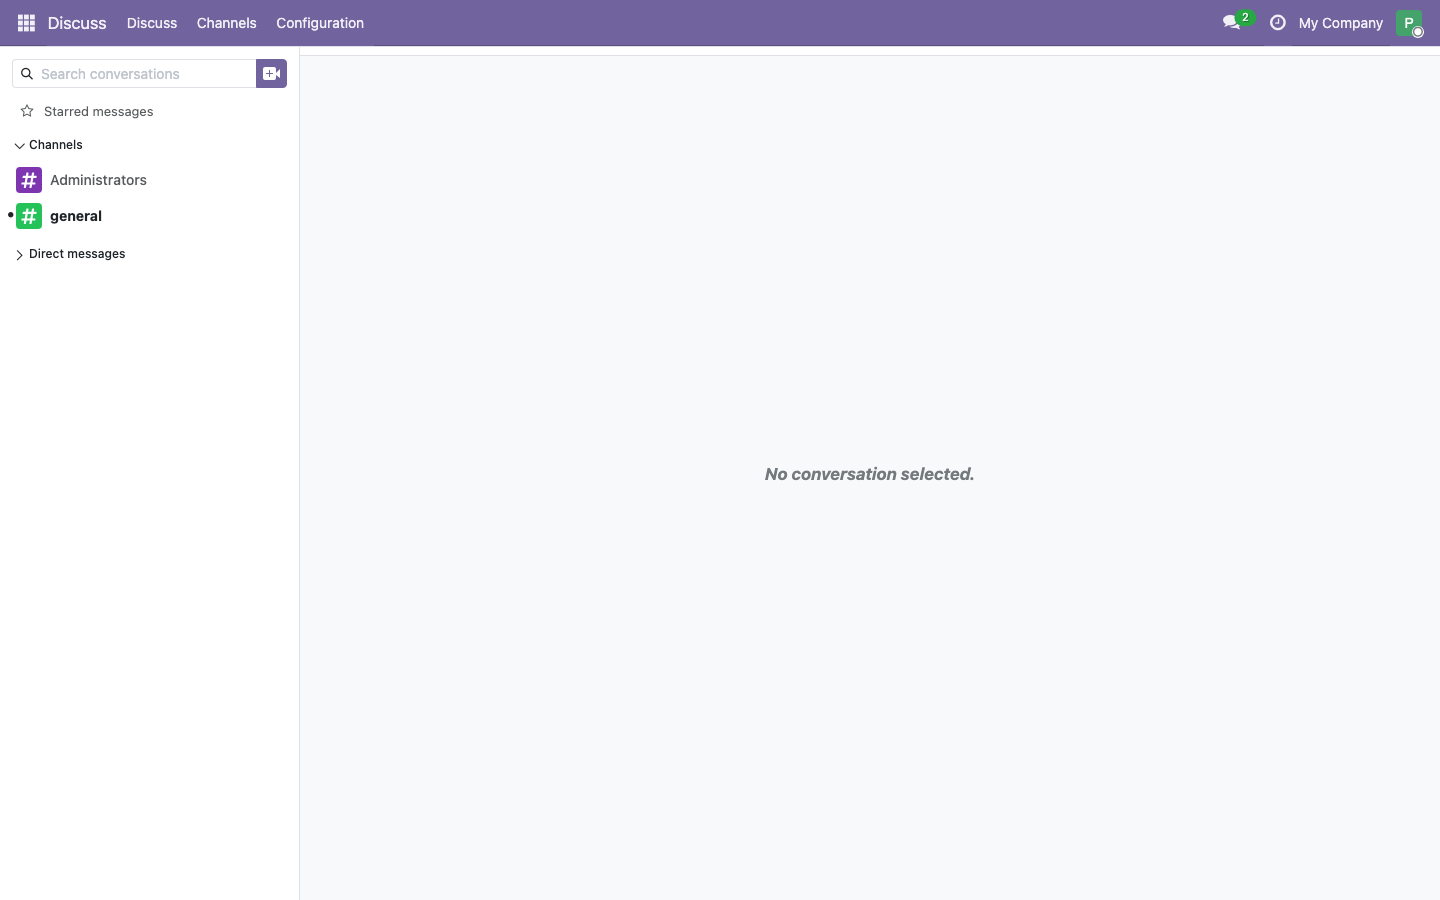 Discuss Discuss Channels Configuration 2 My Company P
Search conversations
Starred messages
Channels
# Administrators
# general
Direct messages
No conversation selected.